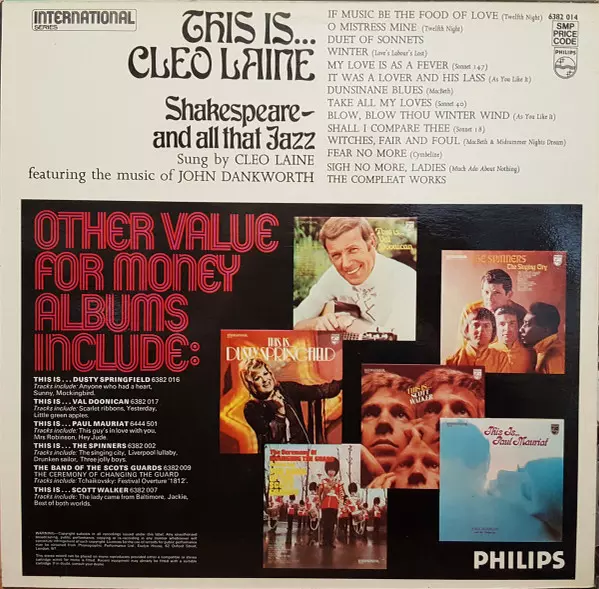 INTERNATIONAL
SERIES
THIS IS...
CLEO LAINE
Shakespeare-
and all that Jazz
Sung by CLEO LAINE
featuring the music of JOHN DANKWORTH
IF MUSIC BE THE FOOD OF LOVE (Twelfth Night)
O MISTRESS MINE (Twelfth Night)
DUET OF SONNETS
WINTER (Love's Labour's Lost)
MY LOVE IS AS A FEVER (Sonnet 147)
IT WAS A LOVER AND HIS LASS (As You Like It)
DUNSINANE BLUES (MacBeth)
TAKE ALL MY LOVES (Sonnet 40)
BLOW, BLOW THOU WINTER WIND (As You Like It)
SHALL I COMPARE THEE (Sonnet 18)
WITCHES, FAIR AND FOUL (MacBeth & Midsummer Nights Dream)
FEAR NO MORE (Cymbeline)
SIGH NO MORE, LADIES (Much Ado About Nothing)
THE COMPLEAT WORKS
6382 014
SMP
PRICE
CODE
PHILIPS
OTHER VALUE
FOR MONEY
ALBUMS
INCLUDE:
THIS IS... DUSTY SPRINGFIELD 6382 016
Tracks include: Anyone who had a heart,
Sunny, Mockingbird.
THIS IS... VAL DOONICAN 6382 017
Tracks include: Scarlet ribbons, Yesterday,
Little green apples.
THIS IS... PAUL MAURIAT 6444 501
Tracks include: This guy's in love with you,
Mrs Robinson, Hey Jude.
THIS IS... THE SPINNERS 6382 002
Tracks include: The singing city, Liverpool lullaby,
Drunken sailor, Three jolly boys.
THE BAND OF THE SCOTS GUARDS 6382 009
THE CEREMONY OF CHANGING THE GUARD
Tracks include: Tchaikovsky: Festival Overture '1812'.
THIS IS... SCOTT WALKER 6382 007
Tracks include: The lady came from Baltimore, Jackie,
Best of both worlds.
This is
Val Doonican
THE SPINNERS
The Singing City
THIS IS
DUSTY SPRINGFIELD
THIS IS
SCOTT
WALKER
This Is...
Paul Mauriat
PHILIPS